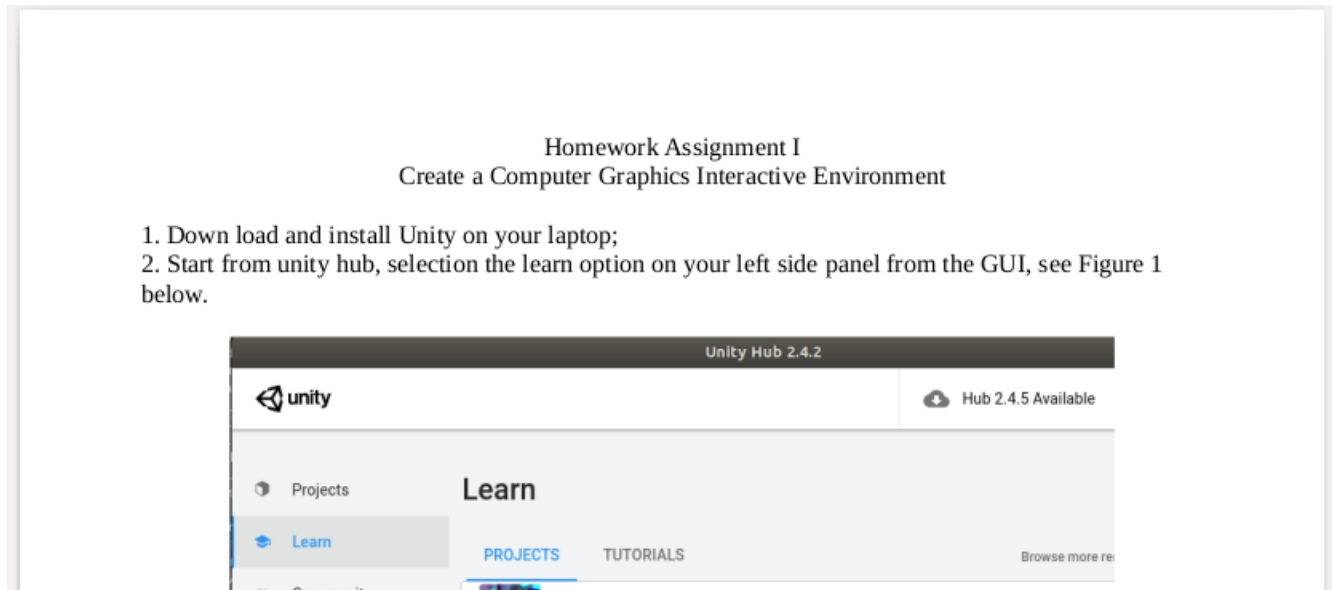 Homework Assignment I
Create a Computer Graphics Interactive Environment
1. Down load and install Unity on your laptop;
2. Start from unity hub, selection the learn option on your left side panel from the GUI, see Figure 1
below.
Unity Hub 2.4.2
unity
Hub 2.4.5 Available
Projects
Learn
Learn
PROJECTS
TUTORIALS
Browse more